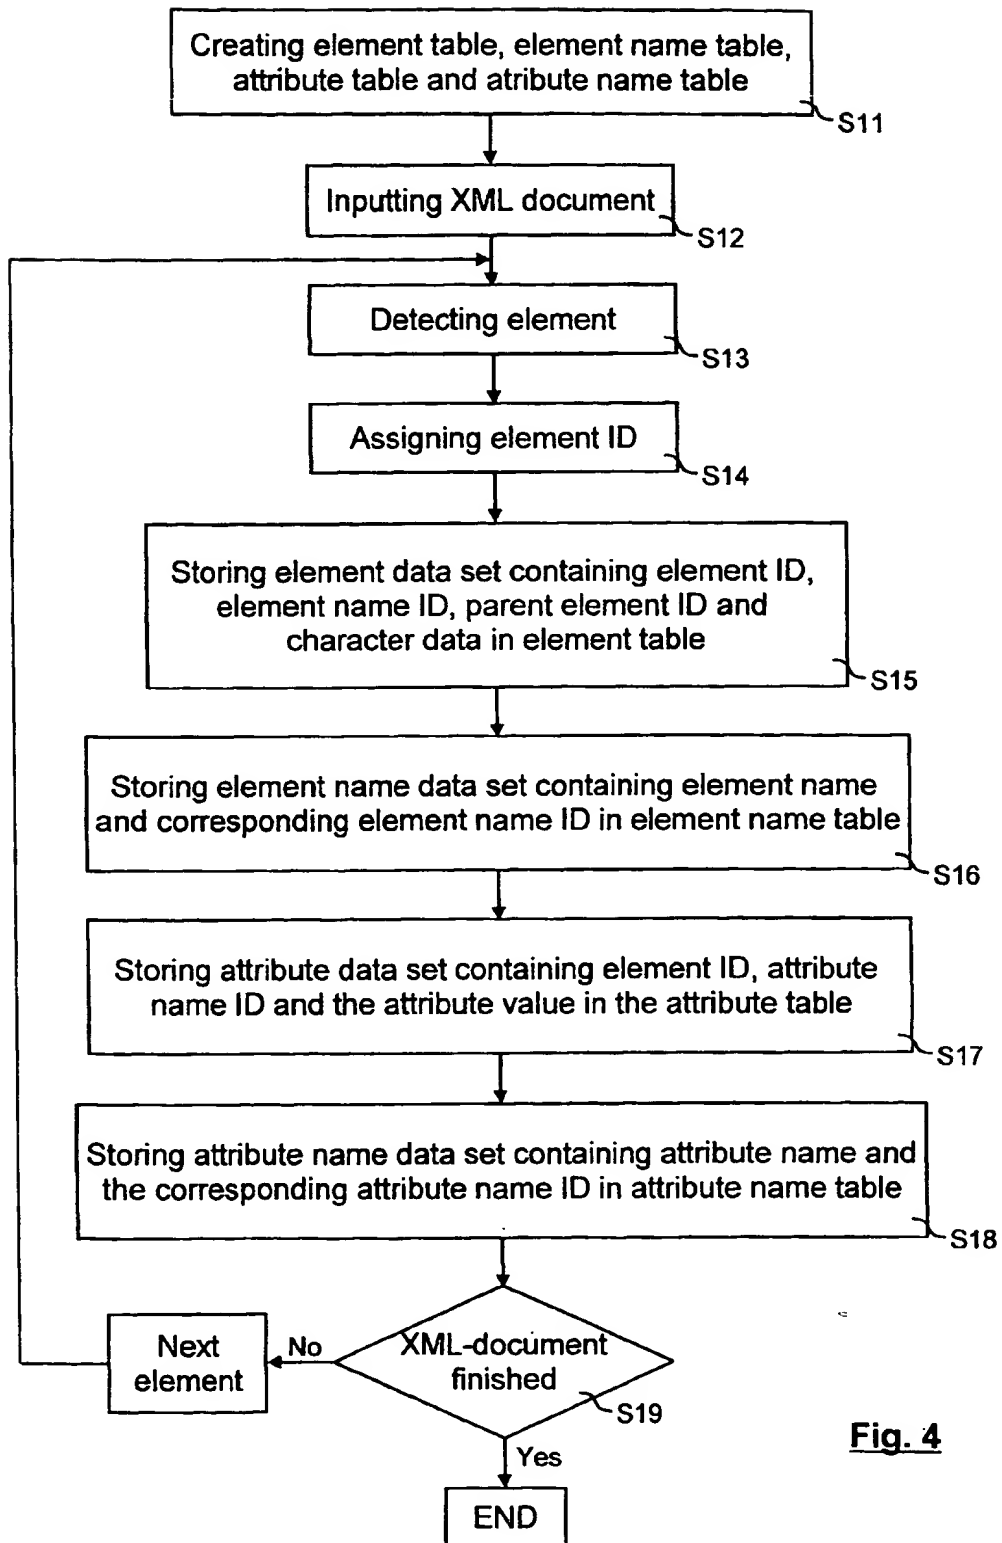 Creating element table, element name table,
attribute table and atribute name table
S11
Inputting XML document
S12
Detecting element
S13
Assigning element ID
S14
Storing element data set containing element ID,
element name ID, parent element ID and
character data in element table
S15
Storing element name data set containing element name
and corresponding element name ID in element name table
S16
Storing attribute data set containing element ID, attribute
name ID and the attribute value in the attribute table
S17
Storing attribute name data set containing attribute name and
the corresponding attribute name ID in attribute name table
S18
Next
element
No
XML-document
finished
S19
Yes
END
Fig. 4